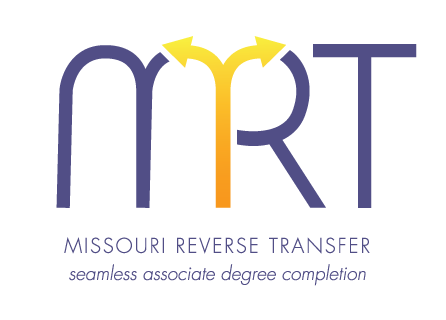 MRT
MISSOURI REVERSE TRANSFER
seamless associate degree completion